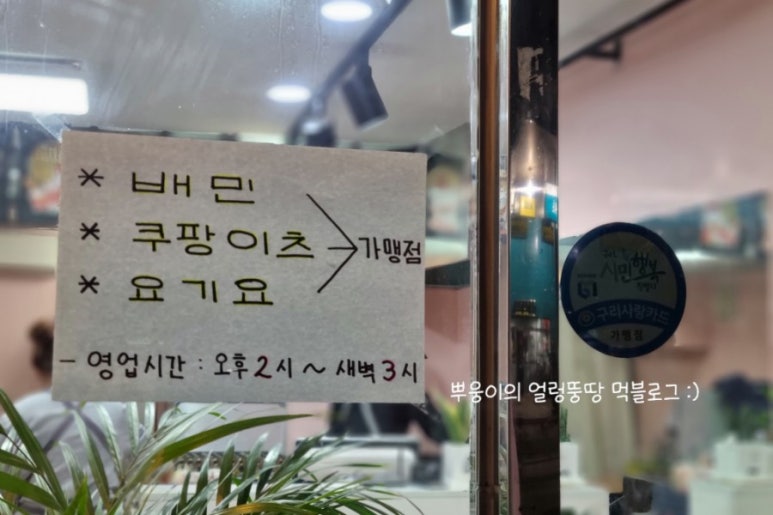 * 배민
* 쿠팡이츠
* 요기요
가맹점
- 영업시간 : 오후 2시 ~ 새벽 3시
시민행복
구리사랑카드
가맹점
뿌웅이의 얼렁뚱땅 먹블로그 :)